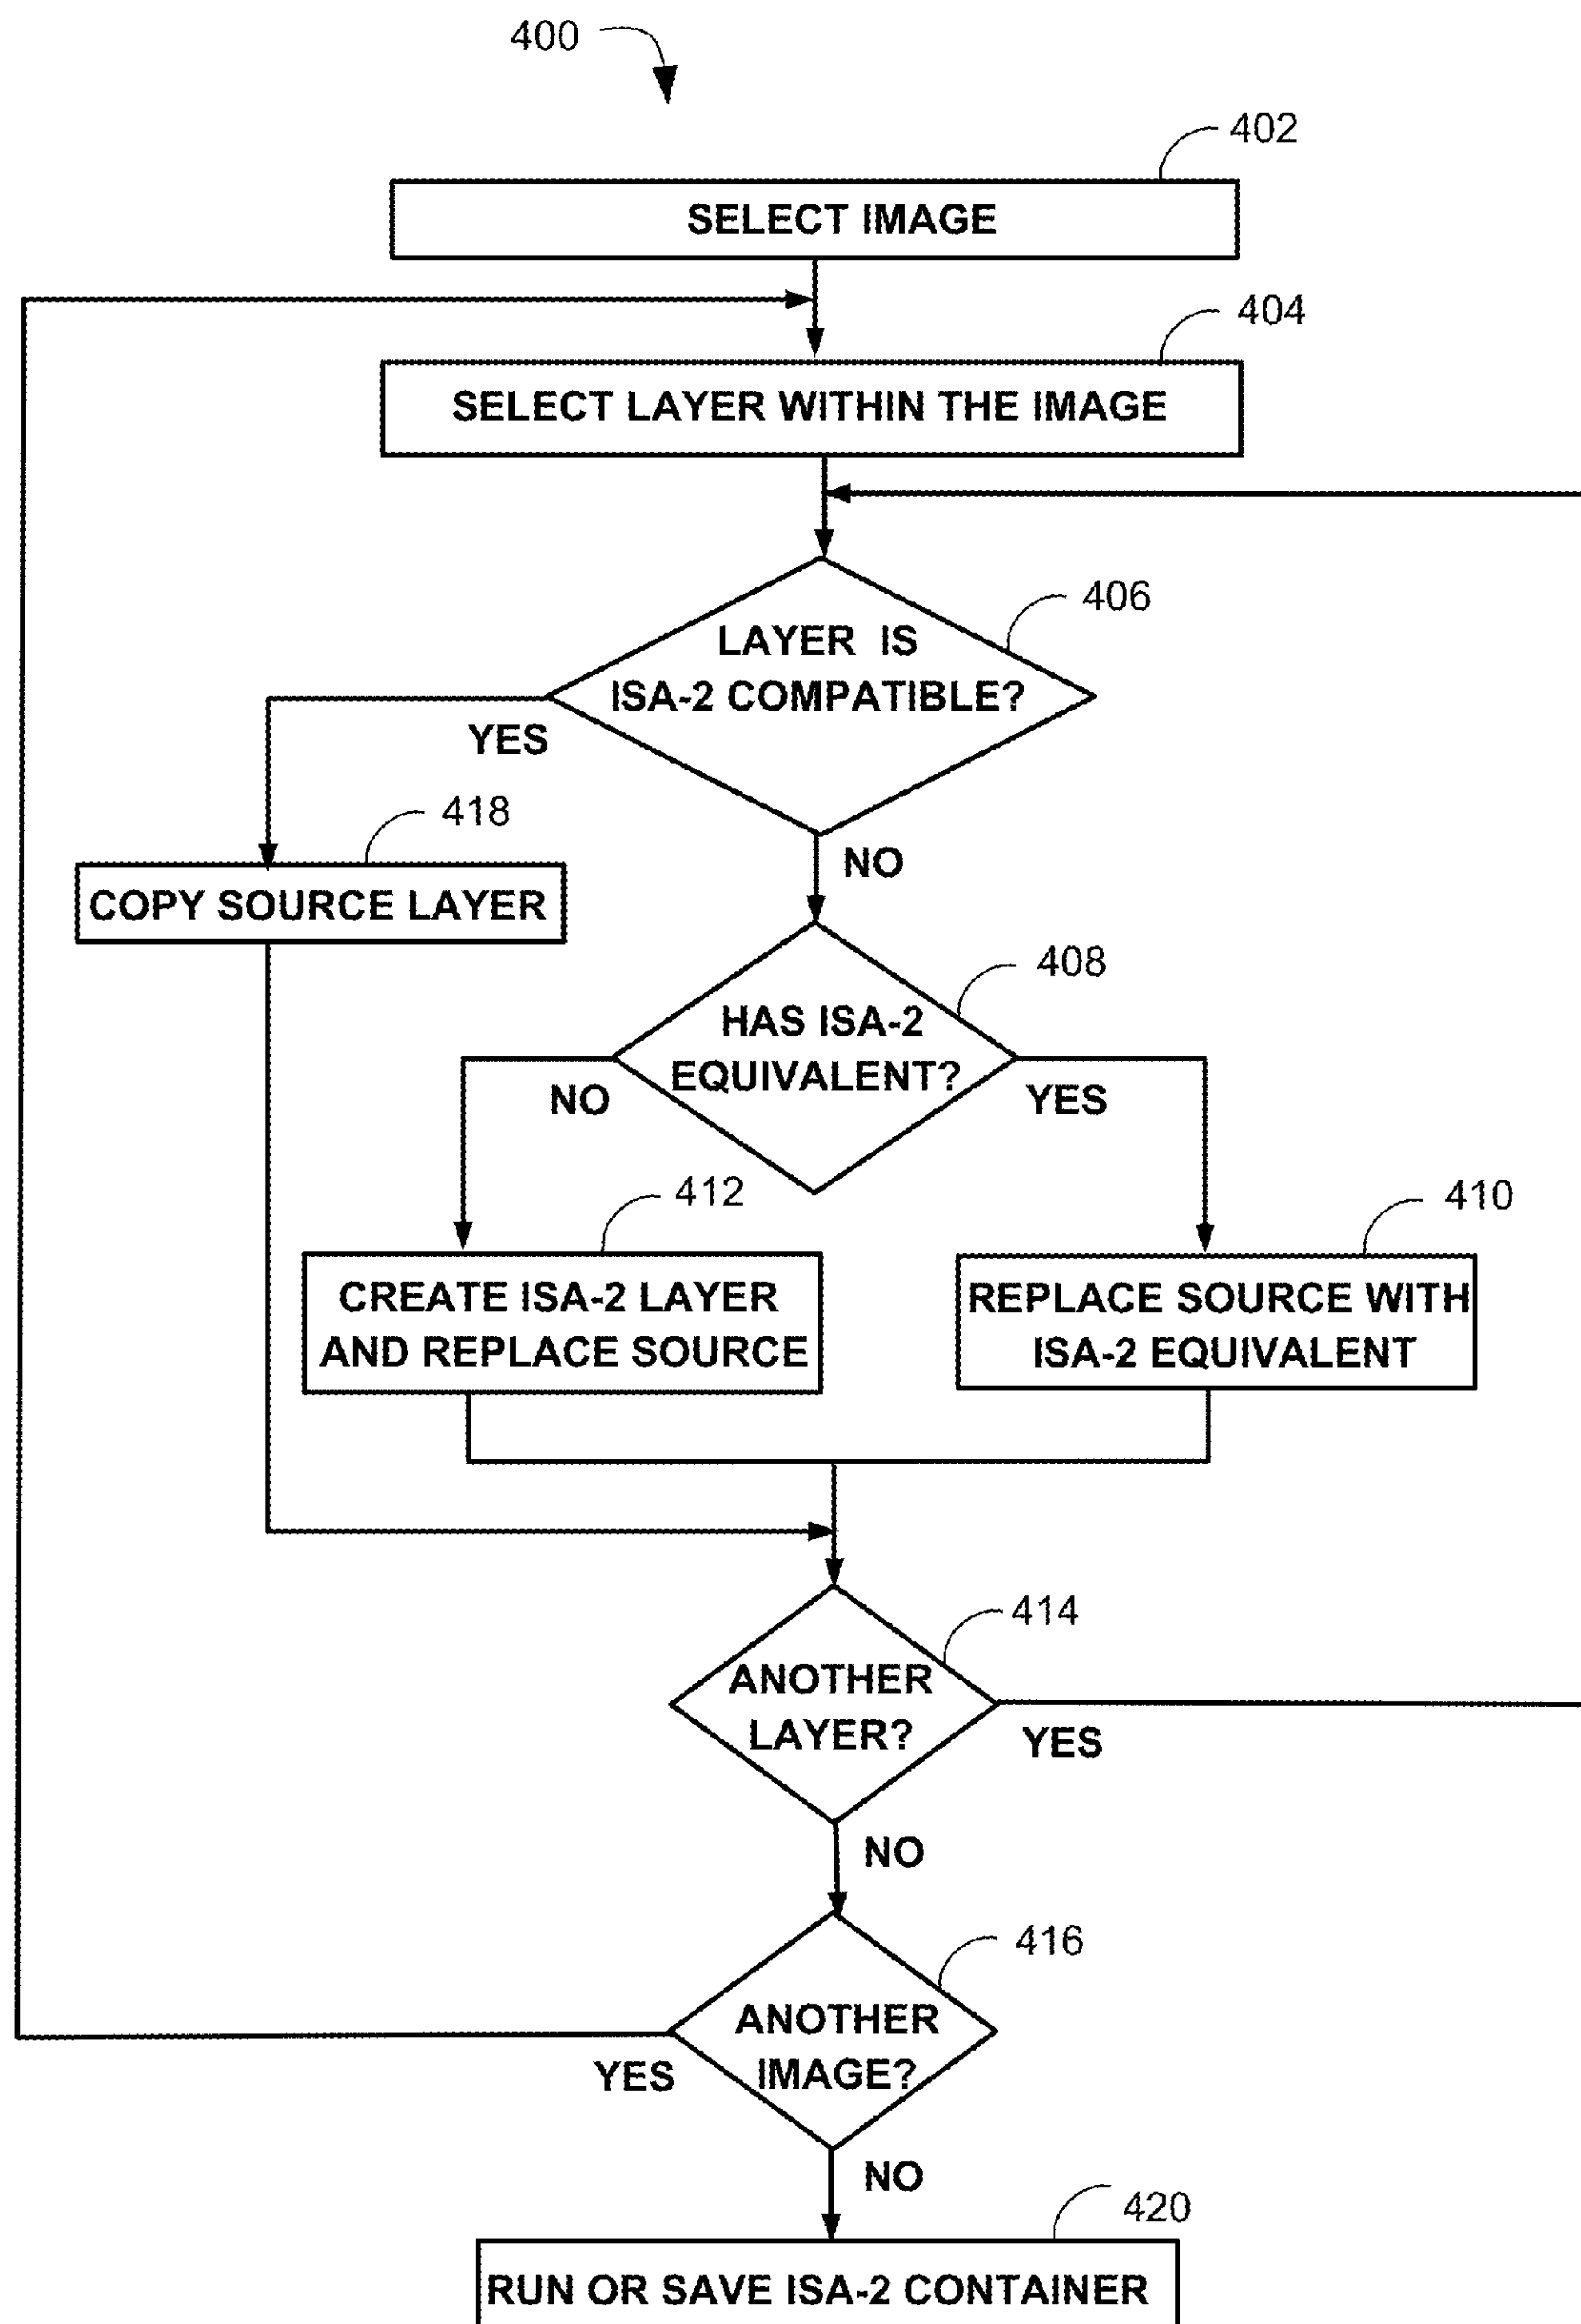 400
402
SELECT IMAGE
404
SELECT LAYER WITHIN THE IMAGE
406
LAYER IS
ISA-2 COMPATIBLE?
YES
418
NO
COPY SOURCE LAYER
408
HAS ISA-2
EQUIVALENT?
NO
YES
412
410
CREATE ISA-2 LAYER
AND REPLACE SOURCE
REPLACE SOURCE WITH
ISA-2 EQUIVALENT
414
ANOTHER
LAYER?
YES
NO
416
ANOTHER
IMAGE?
YES
NO
420
RUN OR SAVE ISA-2 CONTAINER